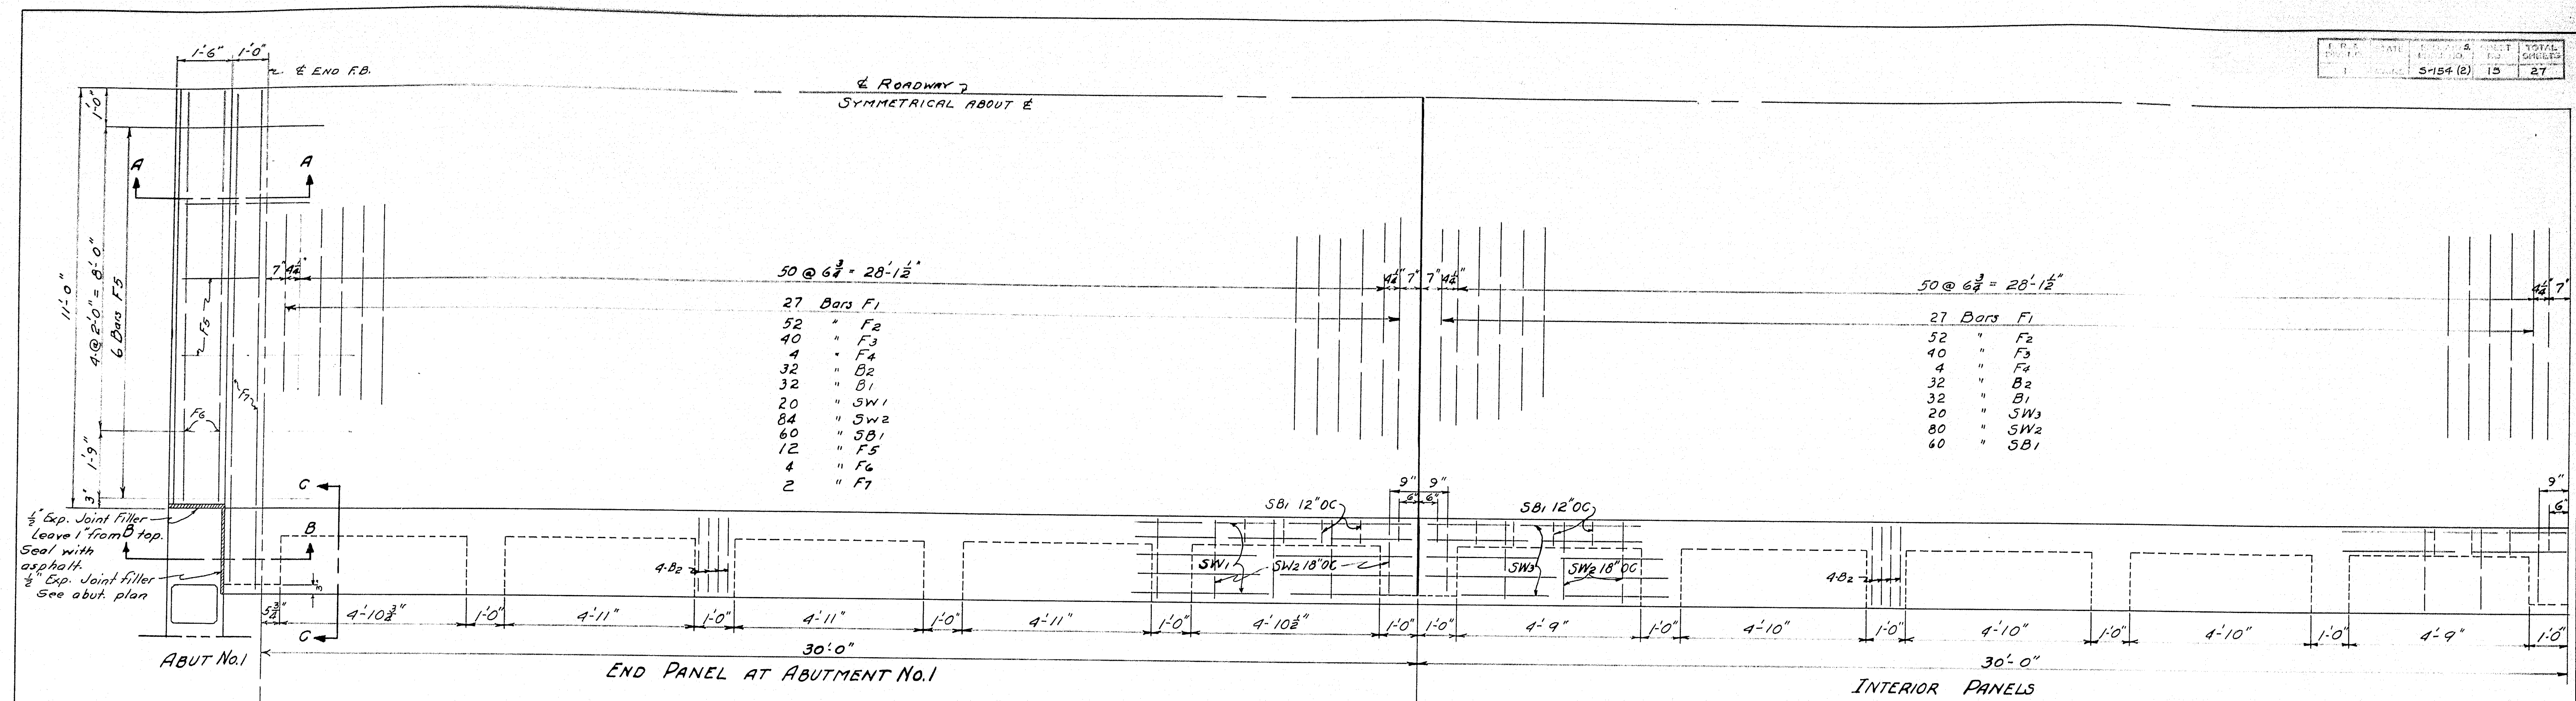 S-154 (2) 15 27
TOTAL
SHEETS
1'-6" 1'-0"
℄ END F.B.
℄ ROADWAY
SYMMETRICAL ABOUT ℄
1'-0"
11'-0"
4 @ 2'-0" = 8'-0"
6 Bars F5
1'-9"
3"
A A
F5
F7
F6
7" 4¼"
50 @ 6¾ = 28'-1½"
27 Bars F1
52 " F2
40 " F3
4 " F4
32 " B2
32 " B1
20 " SW1
84 " SW2
60 " SB1
12 " F5
4 " F6
2 " F7
4¼" 7" 7" 4¼"
50 @ 6¾ = 28'-1½"
27 Bars F1
52 " F2
40 " F3
4 " F4
32 " B2
32 " B1
20 " SW3
80 " SW2
60 " SB1
4¼" 7"
C
½" Exp. Joint Filler
Leave 1" from top.
Seal with
asphalt.
½" Exp. Joint Filler
See abut. plan
B B
3"
C
4-B2
SB1 12"OC
9" 9"
6" 6"
SB1 12"OC
SW1
SW2 18"OC
SW3
SW2 18"OC
4-B2
9"
6"
5¾" 4'-10¾" 1'-0" 4'-11" 1'-0" 4'-11" 1'-0" 4'-11" 1'-0" 4'-10½" 1'-0" 1'-0" 4'-9" 1'-0" 4'-10" 1'-0" 4'-10" 1'-0" 4'-10" 1'-0" 4'-9" 1'-0"
30'-0"
30'-0"
ABUT No.1
END PANEL AT ABUTMENT No.1
INTERIOR PANELS